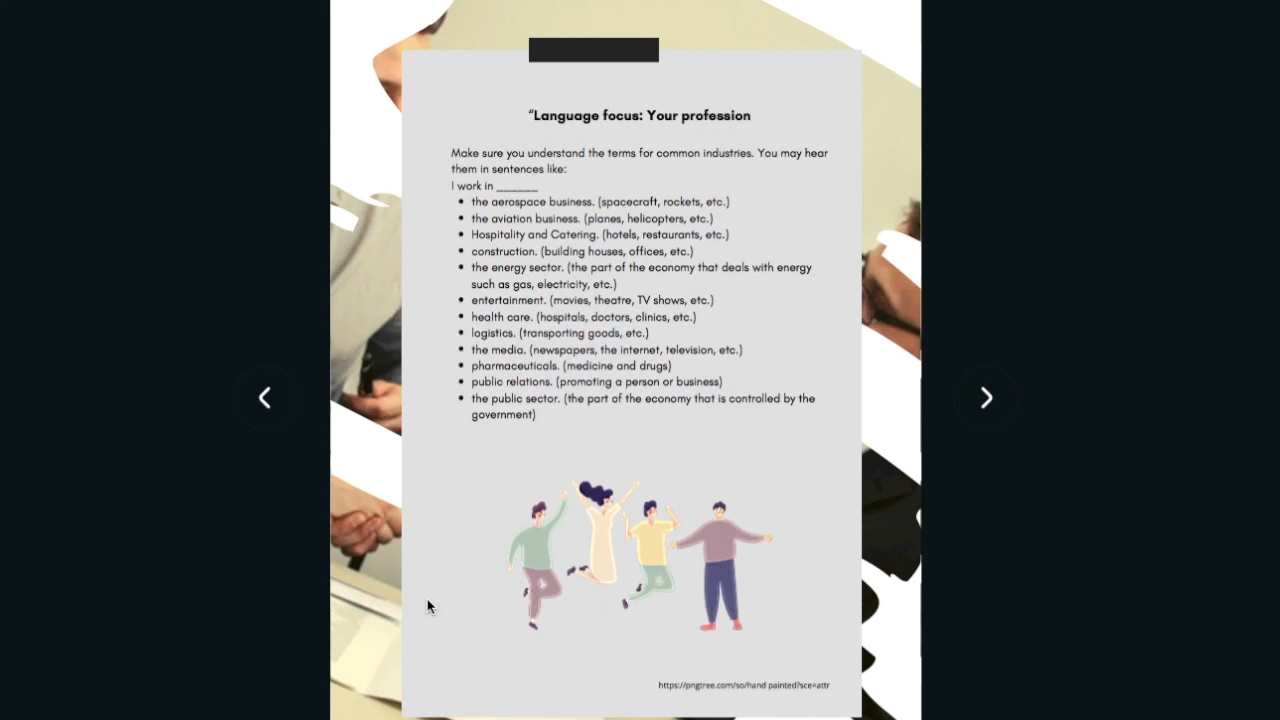 “Language focus: Your profession
Make sure you understand the terms for common industries. You may hear
them in sentences like:
I work in ______
• the aerospace business. (spacecraft, rockets, etc.)
• the aviation business. (planes, helicopters, etc.)
• Hospitality and Catering. (hotels, restaurants, etc.)
• construction. (building houses, offices, etc.)
• the energy sector. (the part of the economy that deals with energy
such as gas, electricity, etc.)
• entertainment. (movies, theatre, TV shows, etc.)
• health care. (hospitals, doctors, clinics, etc.)
• logistics. (transporting goods, etc.)
• the media. (newspapers, the internet, television, etc.)
• pharmaceuticals. (medicine and drugs)
• public relations. (promoting a person or business)
• the public sector. (the part of the economy that is controlled by the
government)
https://pngtree.com/so/hand painted?sce=attr